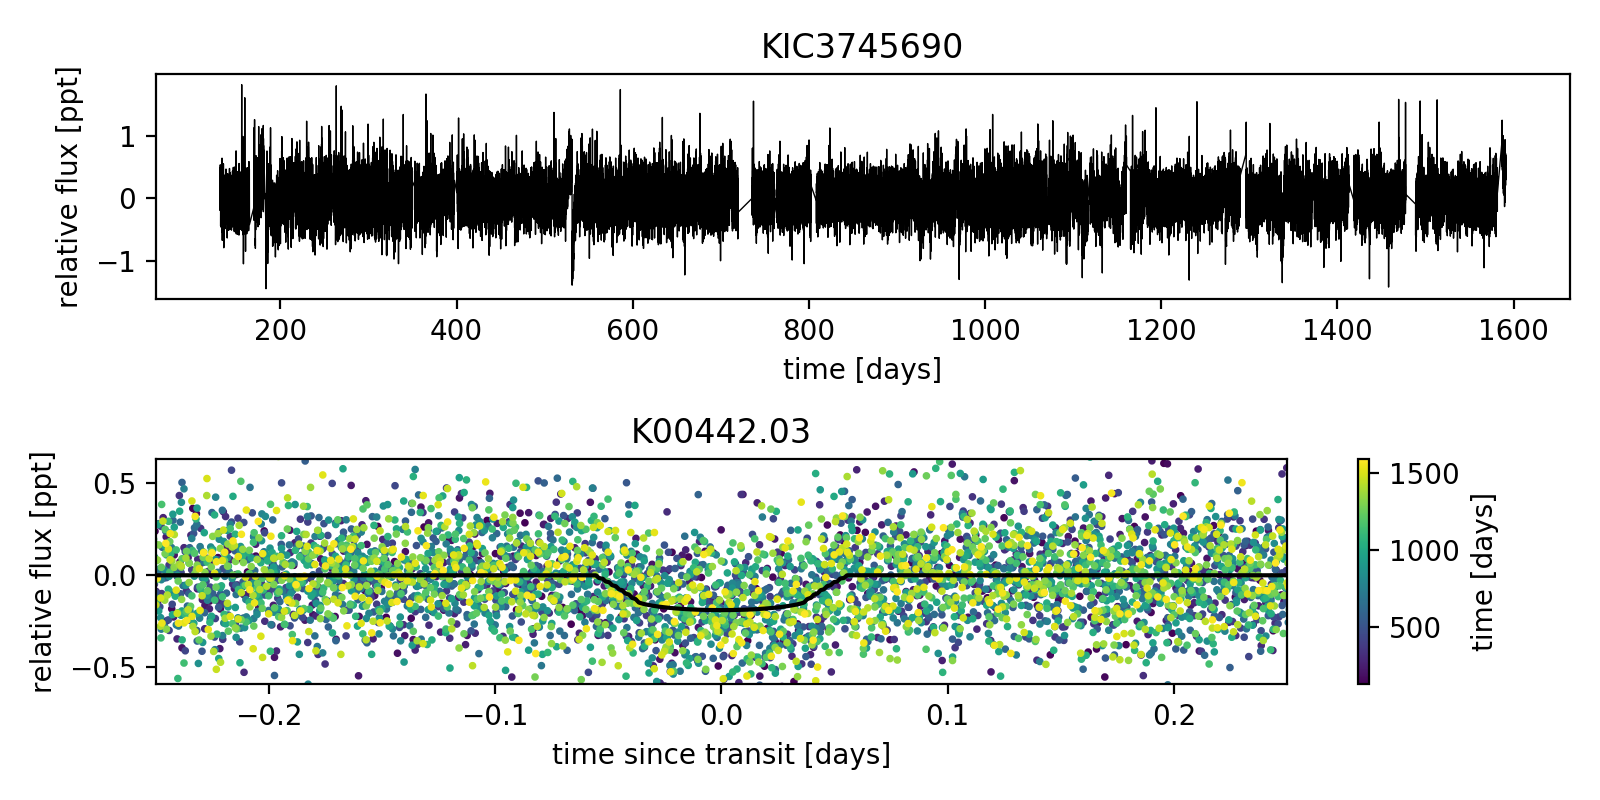 KIC3745690
relative flux [ppt]
1
0
−1
200 400 600 800 1000 1200 1400 1600
time [days]
K00442.03
relative flux [ppt]
0.5
0.0
−0.5
−0.2 −0.1 0.0 0.1 0.2
time since transit [days]
1500
1000
500
time [days]